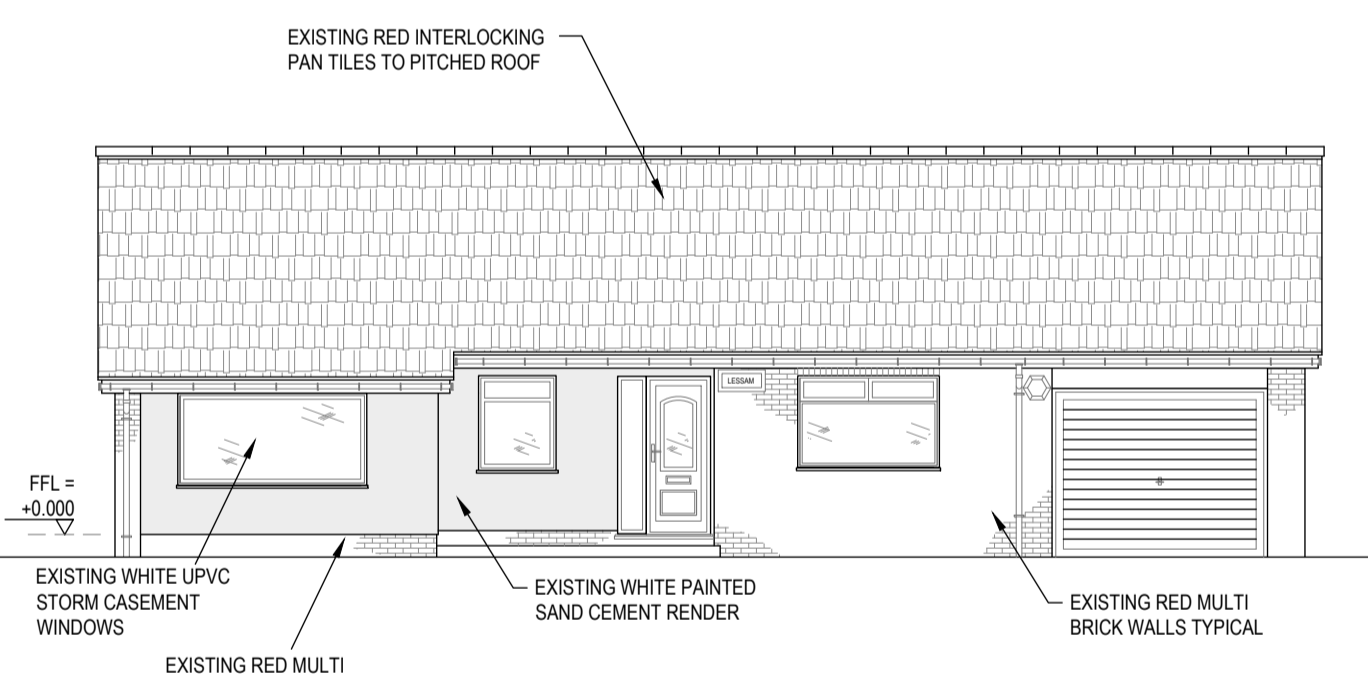 EXISTING RED INTERLOCKING
PAN TILES TO PITCHED ROOF
LESSAM
FFL =
+0.000
EXISTING WHITE UPVC
STORM CASEMENT
WINDOWS
EXISTING RED MULTI
EXISTING WHITE PAINTED
SAND CEMENT RENDER
EXISTING RED MULTI
BRICK WALLS TYPICAL